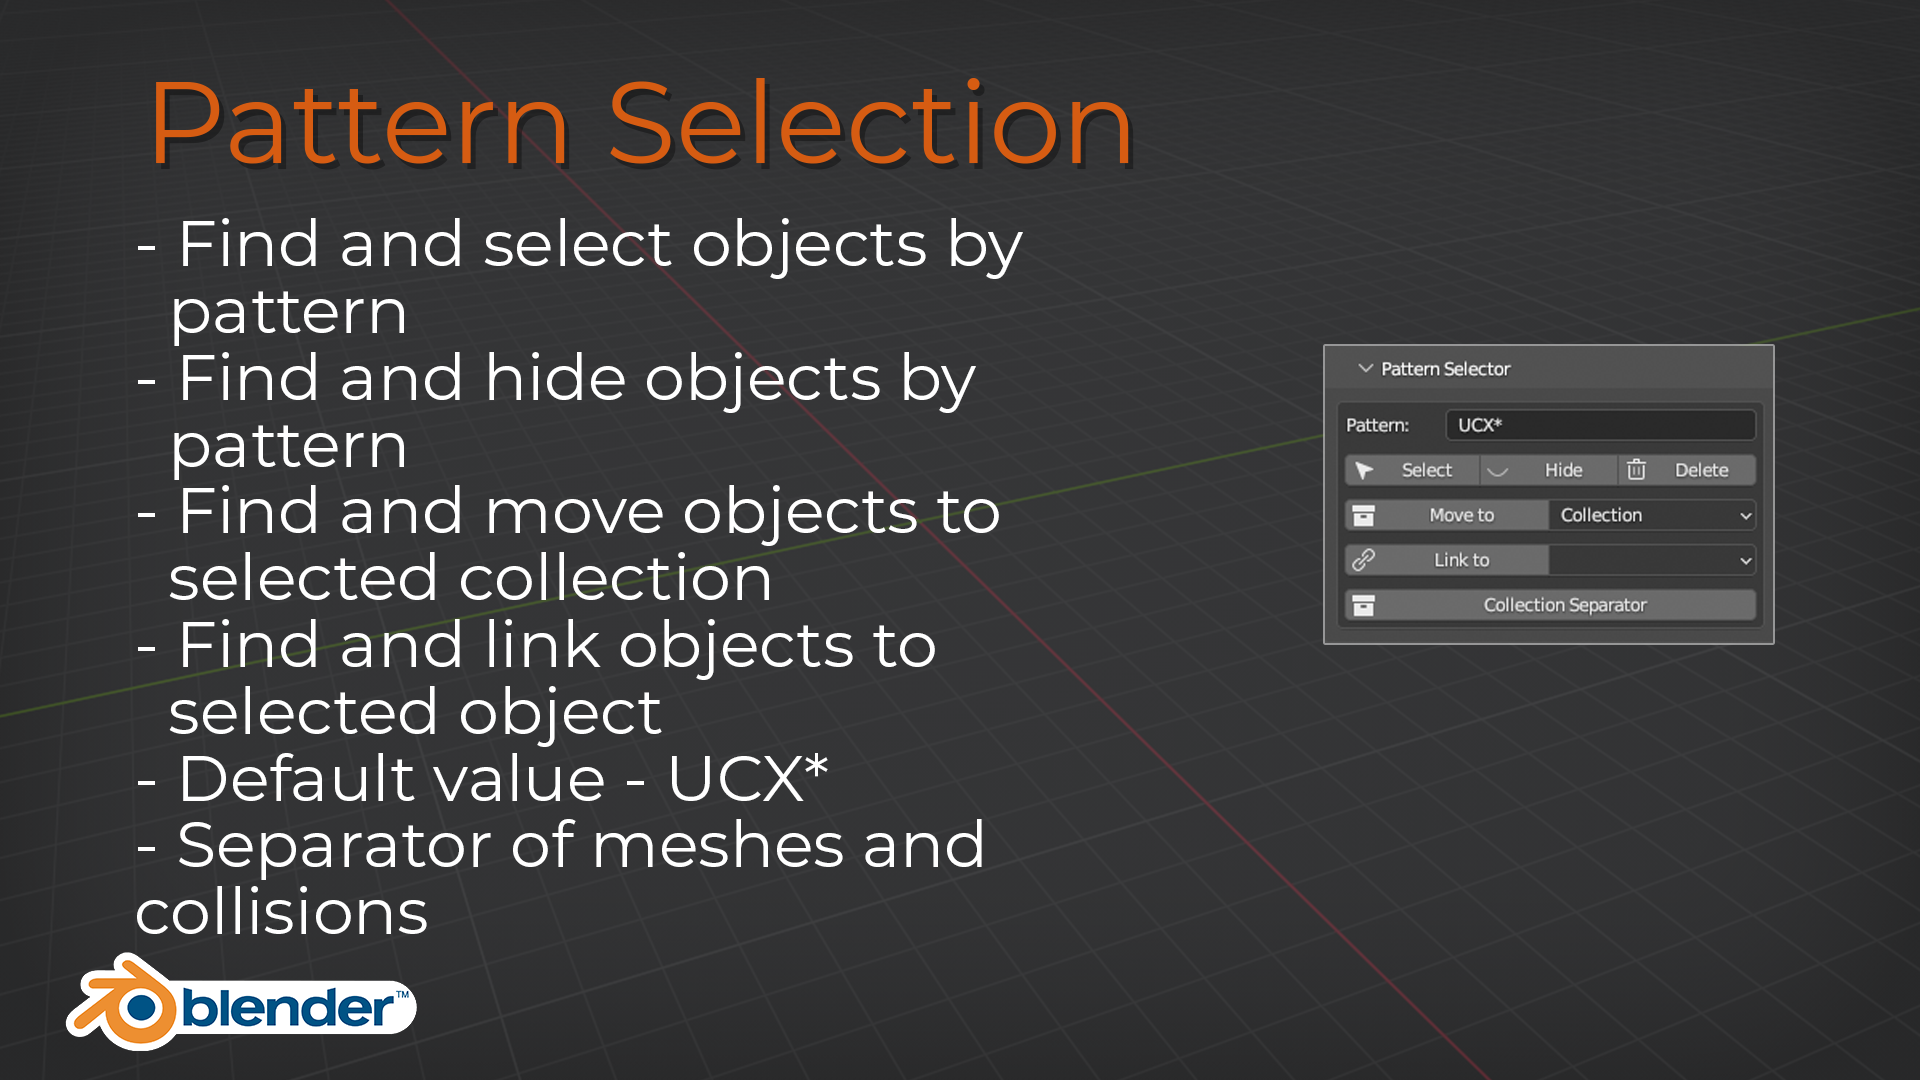 Pattern Selection
- Find and select objects by
pattern
- Find and hide objects by
pattern
- Find and move objects to
selected collection
- Find and link objects to
selected object
- Default value - UCX*
- Separator of meshes and
collisions
blender™
Pattern Selector
Pattern: UCX*
Select Hide Delete
Move to Collection
Link to
Collection Separator